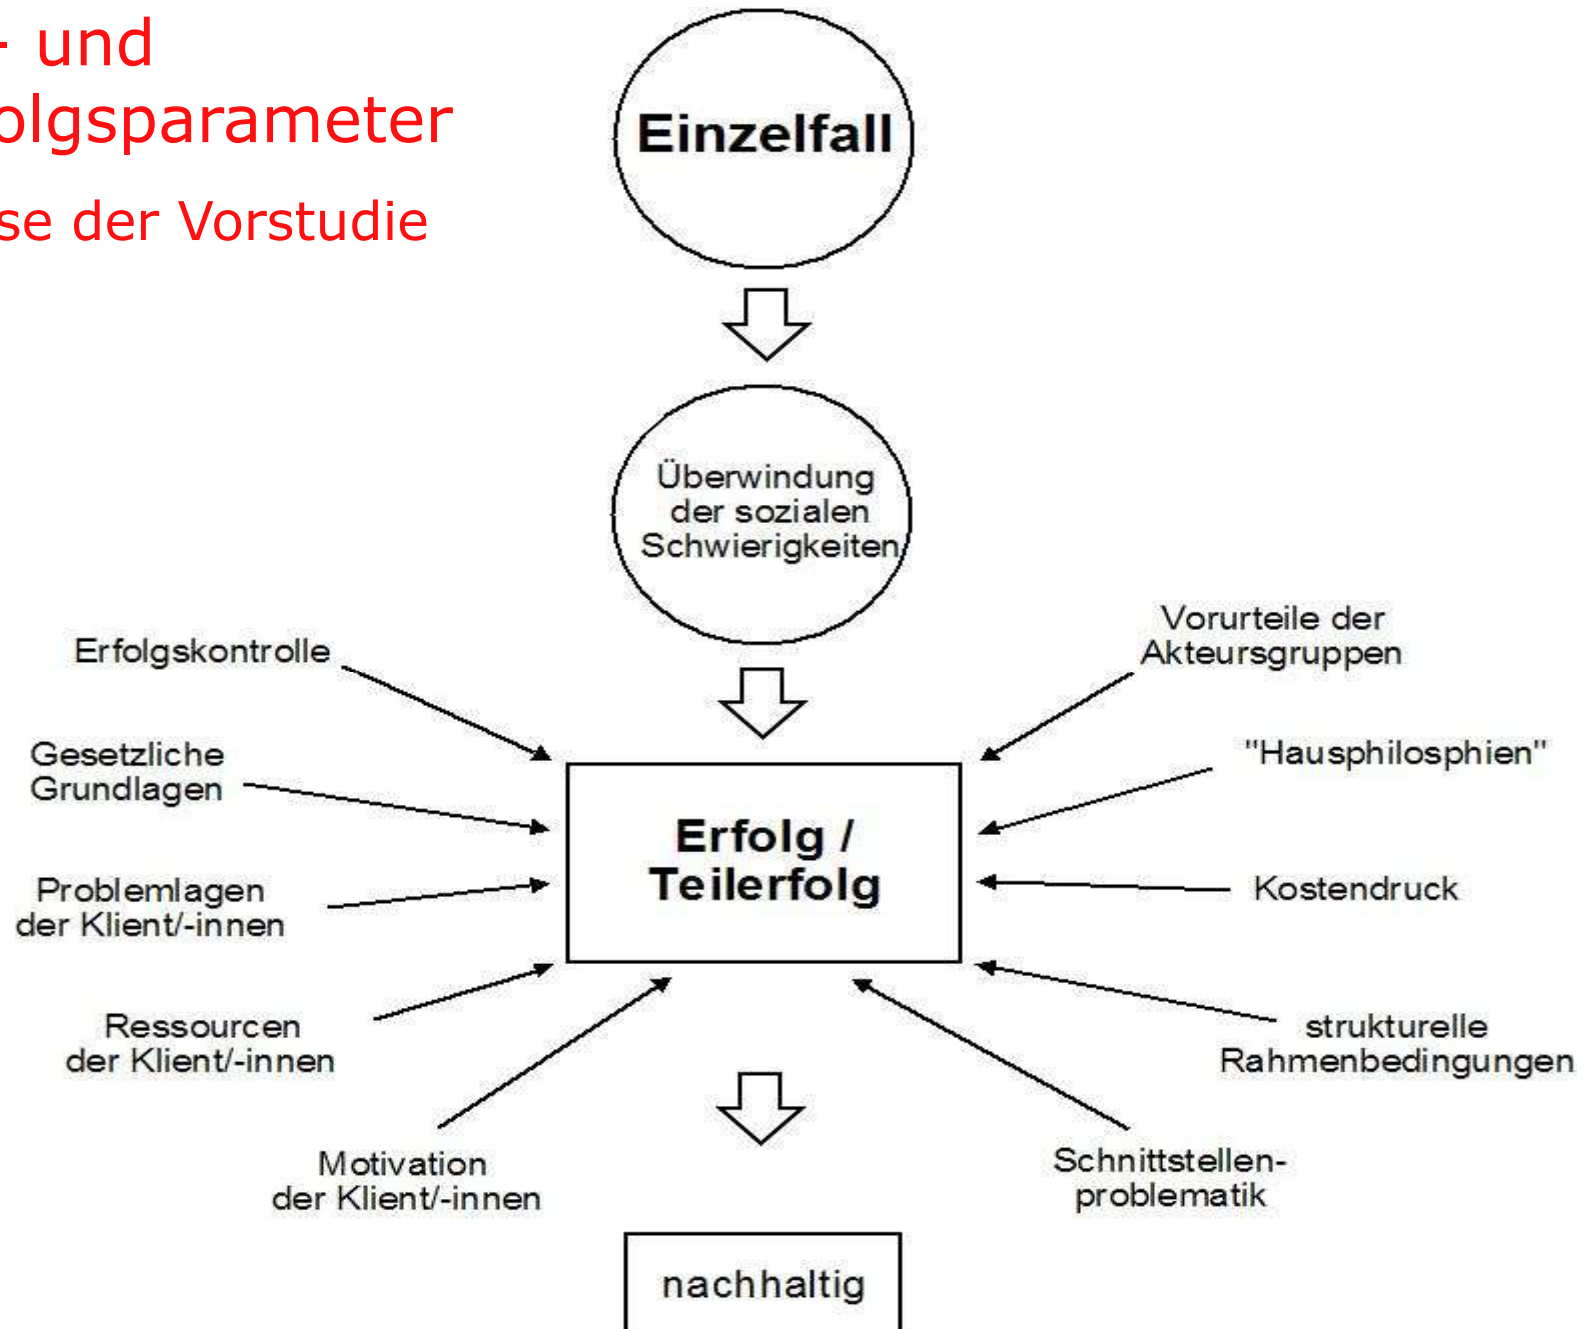 - und
olgsparameter
se der Vorstudie
Einzelfall
Überwindung
der sozialen
Schwierigkeiten
Erfolgskontrolle
Gesetzliche
Grundlagen
Problemlagen
der Klient/-innen
Ressourcen
der Klient/-innen
Motivation
der Klient/-innen
Erfolg /
Teilerfolg
Vorurteile der
Akteursgruppen
"Hausphilosphien"
Kostendruck
strukturelle
Rahmenbedingungen
Schnittstellen-
problematik
nachhaltig